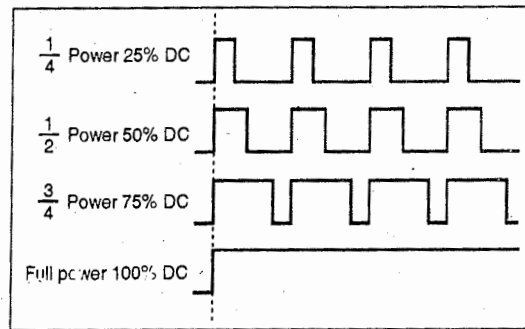 1/4 Power 25% DC
1/2 Power 50% DC
3/4 Power 75% DC
Full power 100% DC